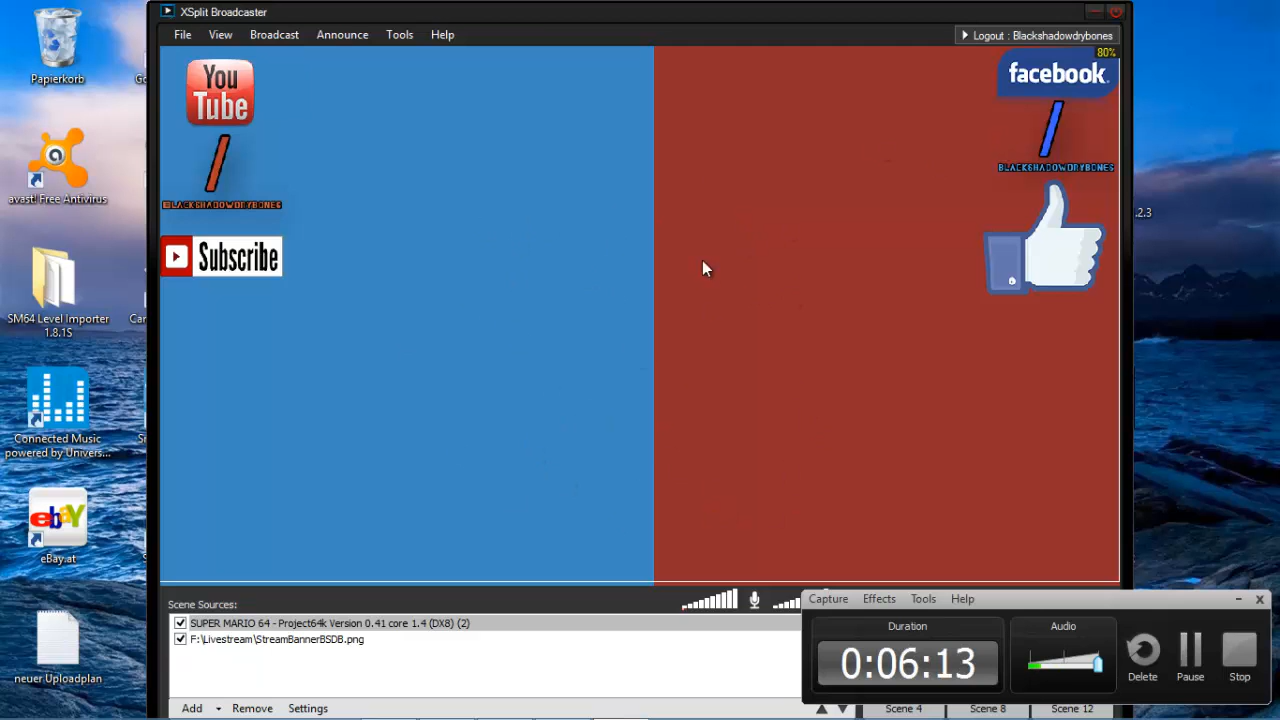 XSplit Broadcaster
File View Broadcast Announce Tools Help
Logout : Blackshadowdrybones
80%
Papierkorb
avast! Free Antivirus
SM64 Level Importer
1.8.1S
Connected Music
powered by Univers...
ebY
eBay.at
neuer Uploadplan
.2.3
You
Tube
/
BLACKSHADOWDRYBONES
Subscribe
facebook.
/
BLACKSHADOWDRYBONES
Scene Sources:
SUPER MARIO 64 - Project64k Version 0.41 core 1.4 (DX8) (2)
F:\Livestream\StreamBannerBSDB.png
Add Remove Settings
Scene 4 Scene 8 Scene 12
Capture Effects Tools Help
Duration
0:06:13
Audio
Delete Pause Stop